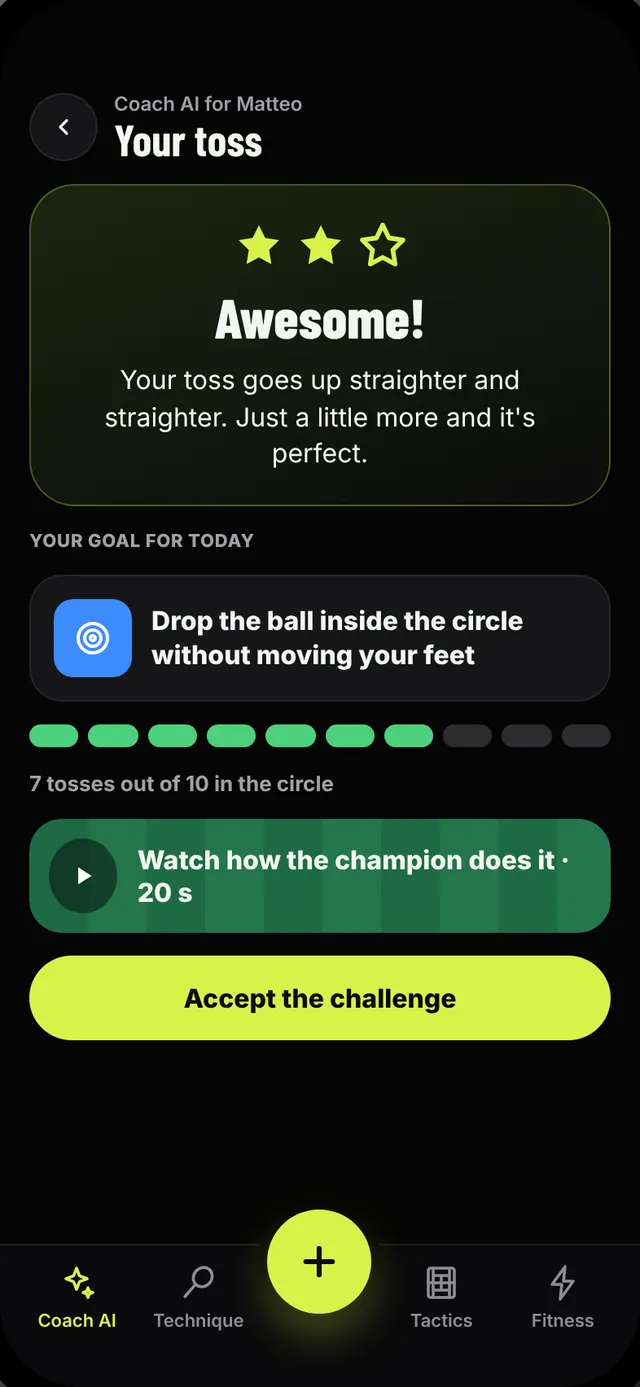 Coach AI for Matteo
Your toss
Awesome!
Your toss goes up straighter and
straighter. Just a little more and it's
perfect.
YOUR GOAL FOR TODAY
Drop the ball inside the circle
without moving your feet
7 tosses out of 10 in the circle
Watch how the champion does it ·
20 s
Accept the challenge
Coach AI
Technique
Tactics
Fitness